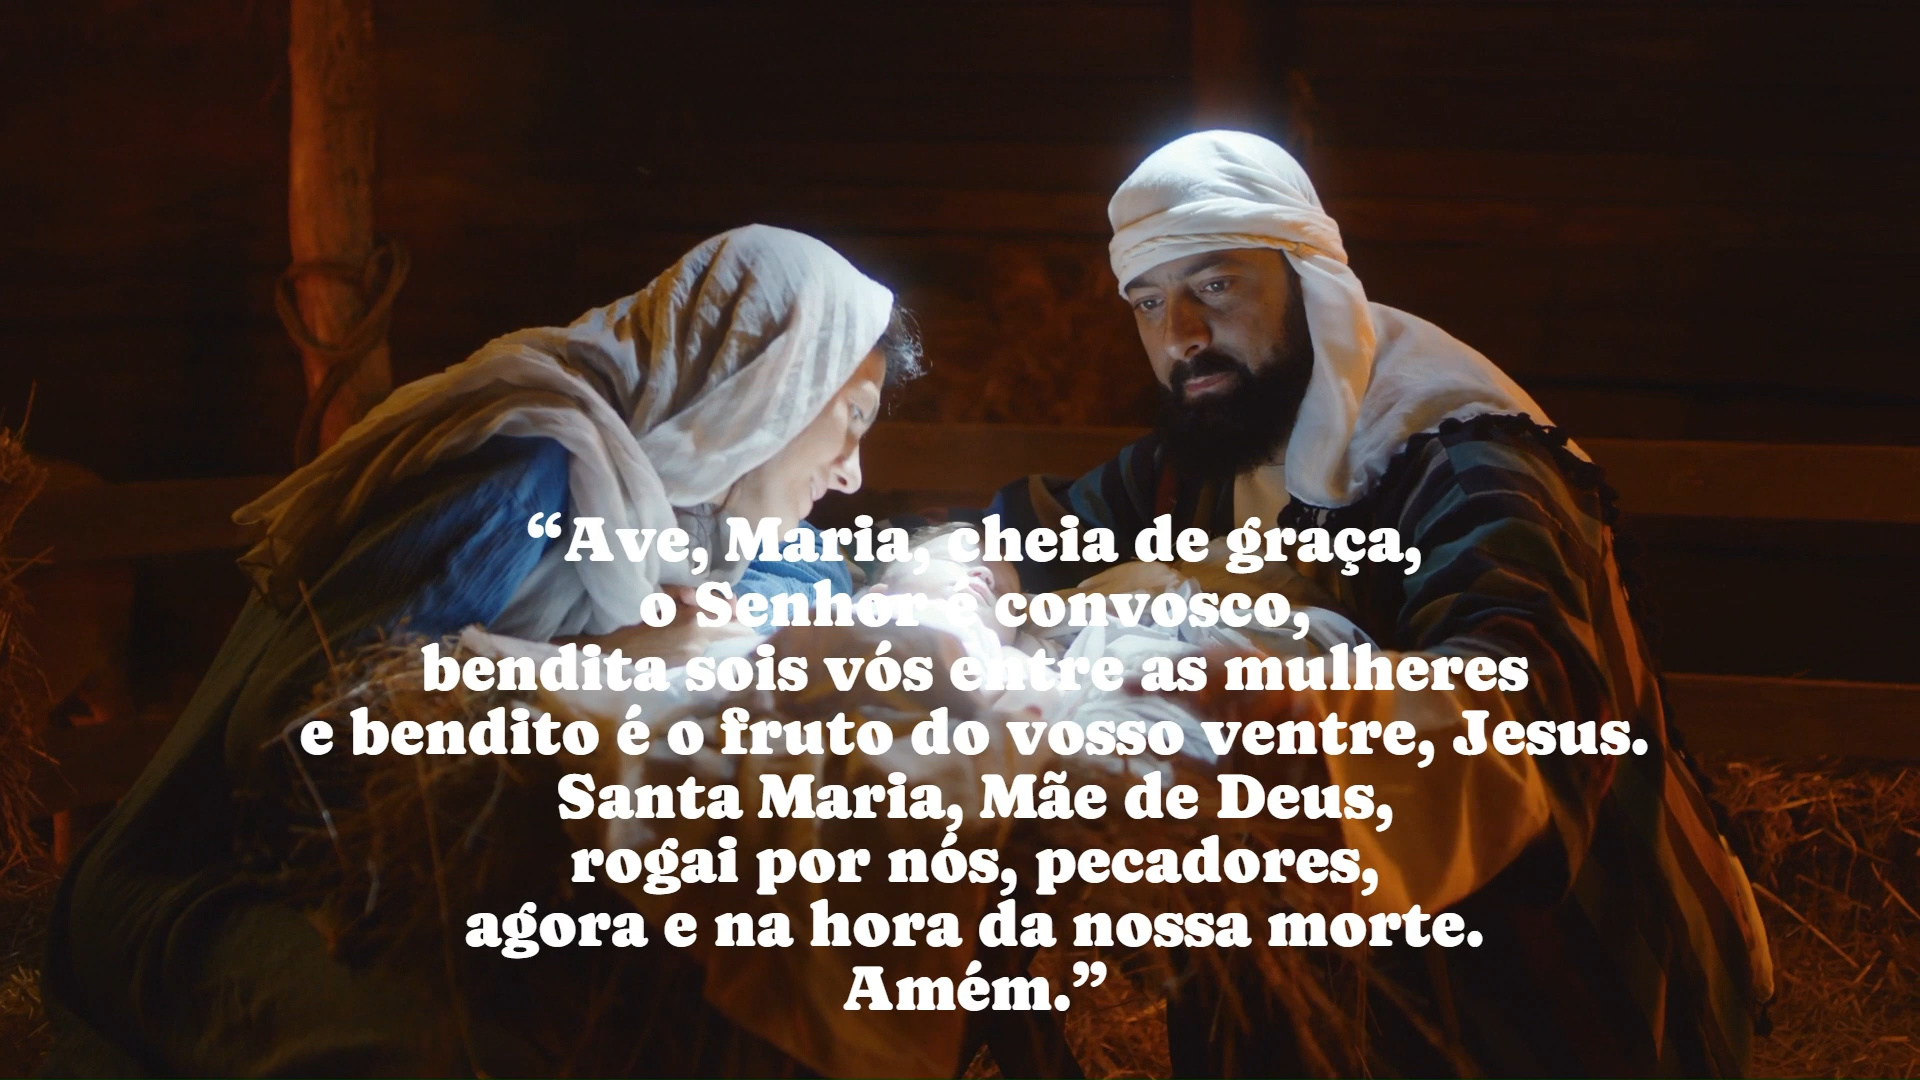 “Ave, Maria, cheia de graça,
o Senhor é convosco,
bendita sois vós entre as mulheres
e bendito é o fruto do vosso ventre, Jesus.
Santa Maria, Mãe de Deus,
rogai por nós, pecadores,
agora e na hora da nossa morte.
Amém.”